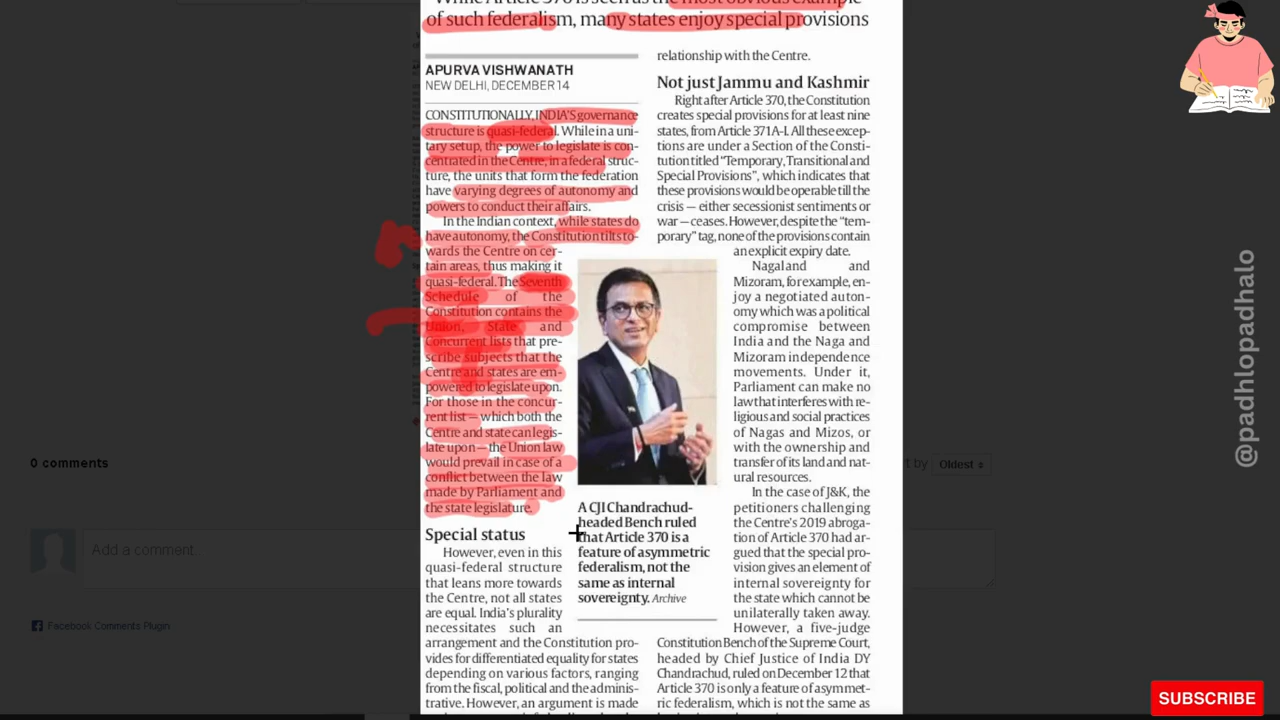 While Article 370 is seen as the most obvious example
of such federalism, many states enjoy special provisions
APURVA VISHWANATH
NEW DELHI, DECEMBER 14
CONSTITUTIONALLY, INDIA'S governance
structure is quasi-federal. While in a uni-
tary setup, the power to legislate is con-
centrated in the Centre, in a federal struc-
ture, the units that form the federation
have varying degrees of autonomy and
powers to conduct their affairs.
In the Indian context, while states do
have autonomy, the Constitution tilts to-
wards the Centre on cer-
tain areas, thus making it
quasi-federal. The Seventh
Schedule of the
Constitution contains the
Union, State and
Concurrent lists that pre-
scribe subjects that the
Centre and states are em-
powered to legislate upon.
For those in the concur-
rent list — which both the
Centre and state can legis-
late upon — the Union law
would prevail in case of a
conflict between the law
made by Parliament and
the state legislature.
Special status
However, even in this
quasi-federal structure
that leans more towards
the Centre, not all states
are equal. India's plurality
necessitates such an
arrangement and the Constitution pro-
vides for differentiated equality for states
depending on various factors, ranging
from the fiscal, political and the adminis-
trative. However, an argument is made
A CJI Chandrachud-
headed Bench ruled
that Article 370 is a
feature of asymmetric
federalism, not the
same as internal
sovereignty. Archive
relationship with the Centre.
Not just Jammu and Kashmir
Right after Article 370, the Constitution
creates special provisions for at least nine
states, from Article 371A-I. All these excep-
tions are under a Section of the Consti-
tution titled “Temporary, Transitional and
Special Provisions”, which indicates that
these provisions would be operable till the
crisis — either secessionist sentiments or
war — ceases. However, despite the “tem-
porary” tag, none of the provisions contain
an explicit expiry date.
Nagaland and
Mizoram, for example, en-
joy a negotiated auton-
omy which was a political
compromise between
India and the Naga and
Mizoram independence
movements. Under it,
Parliament can make no
law that interferes with re-
ligious and social practices
of Nagas and Mizos, or
with the ownership and
transfer of its land and nat-
ural resources.
In the case of J&K, the
petitioners challenging
the Centre's 2019 abroga-
tion of Article 370 had ar-
gued that the special pro-
vision gives an element of
internal sovereignty for
the state which cannot be
unilaterally taken away.
However, a five-judge
Constitution Bench of the Supreme Court,
headed by Chief Justice of India DY
Chandrachud, ruled on December 12 that
Article 370 is only a feature of asymmet-
ric federalism, which is not the same as
0 comments
by Oldest
Add a comment.
Facebook Comments Plugin
@padhlopadhalo
SUBSCRIBE